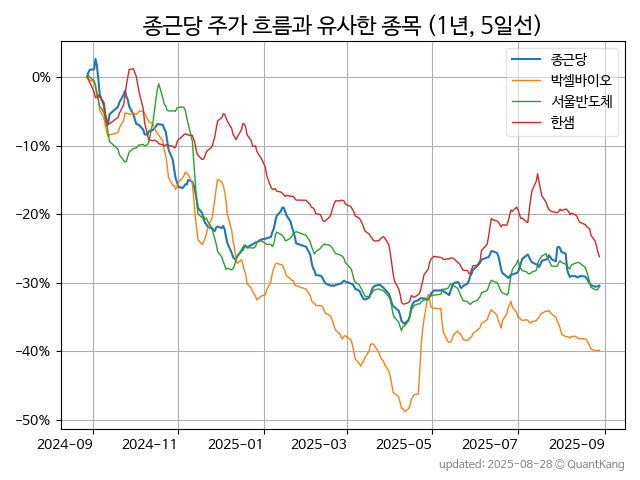 종근당 주가 흐름과 유사한 종목 (1년, 5일선)
종근당
박셀바이오
서울반도체
한샘
0%
−10%
−20%
−30%
−40%
−50%
2024-09 2024-11 2025-01 2025-03 2025-05 2025-07 2025-09
updated: 2025-08-28 © QuantKang